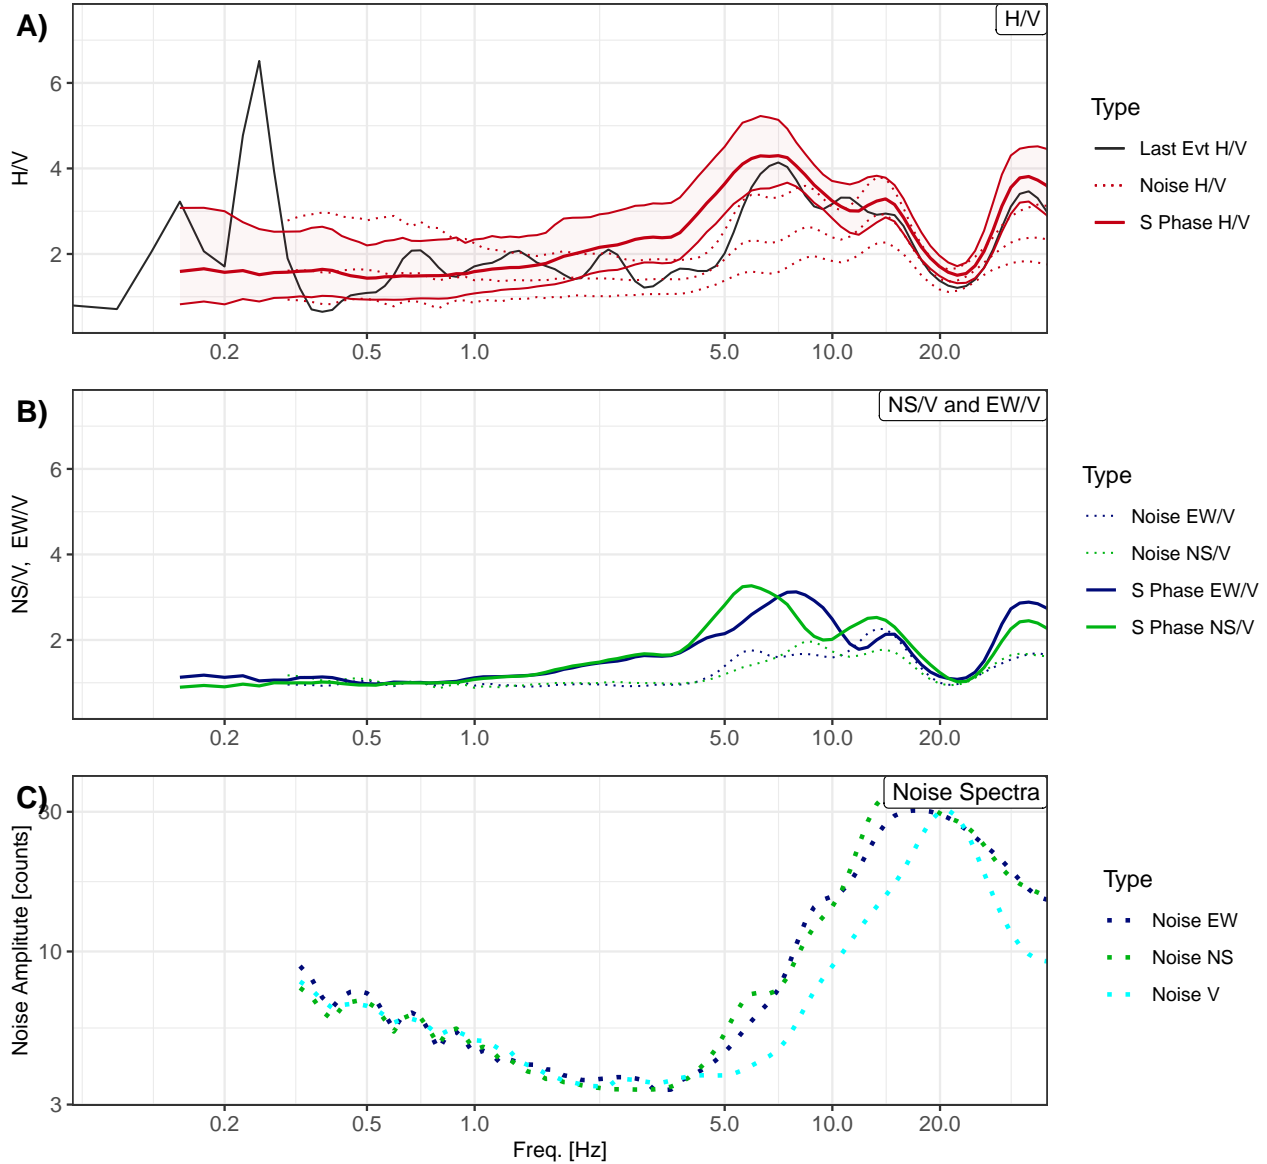 A)
H/V
6
4
2
H/V
0.2 0.5 1.0 5.0 10.0 20.0
Type
Last Evt H/V
Noise H/V
S Phase H/V
B)
NS/V and EW/V
6
4
2
NS/V, EW/V
0.2 0.5 1.0 5.0 10.0 20.0
Type
Noise EW/V
Noise NS/V
S Phase EW/V
S Phase NS/V
C)
Noise Spectra
30
10
3
Noise Amplitute [counts]
0.2 0.5 1.0 5.0 10.0 20.0
Freq. [Hz]
Type
Noise EW
Noise NS
Noise V